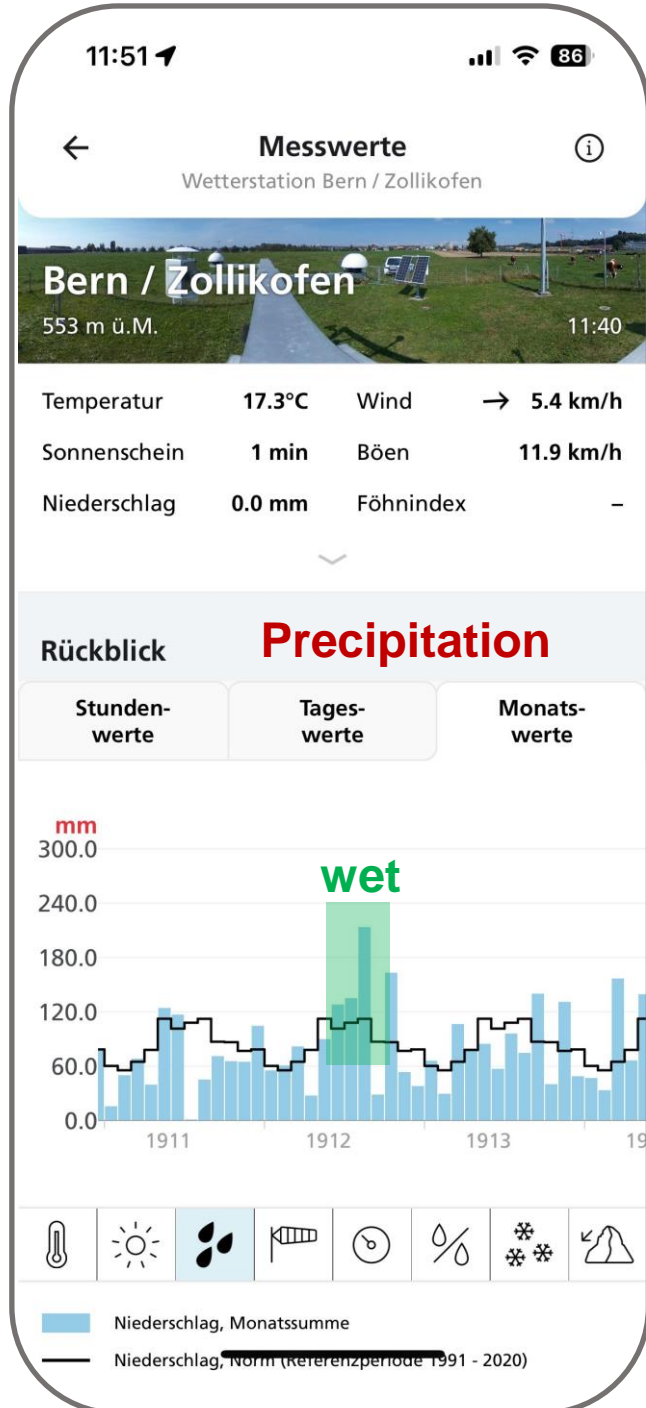 11:51
86
Messwerte
Wetterstation Bern / Zollikofen
Bern / Zollikofen
553 m ü.M.
11:40
Temperatur 17.3°C Wind → 5.4 km/h
Sonnenschein 1 min Böen 11.9 km/h
Niederschlag 0.0 mm Föhnindex –
Rückblick
Precipitation
Stunden-
werte
Tages-
werte
Monats-
werte
mm
300.0
wet
240.0
180.0
120.0
60.0
0.0
1911 1912 1913 19
Niederschlag, Monatssumme
Niederschlag, Norm (Referenzperiode 1991 - 2020)